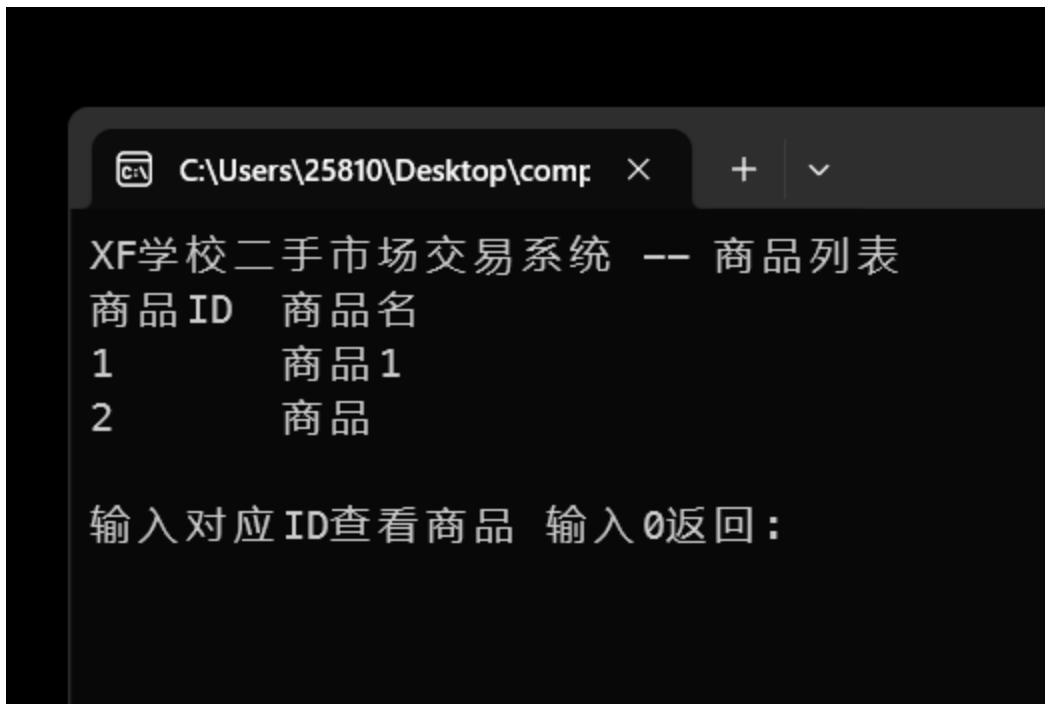 C:\Users\25810\Desktop\comp
XF学校二手市场交易系统 -- 商品列表
商品ID 商品名
1 商品1
2 商品
输入对应ID查看商品 输入0返回: